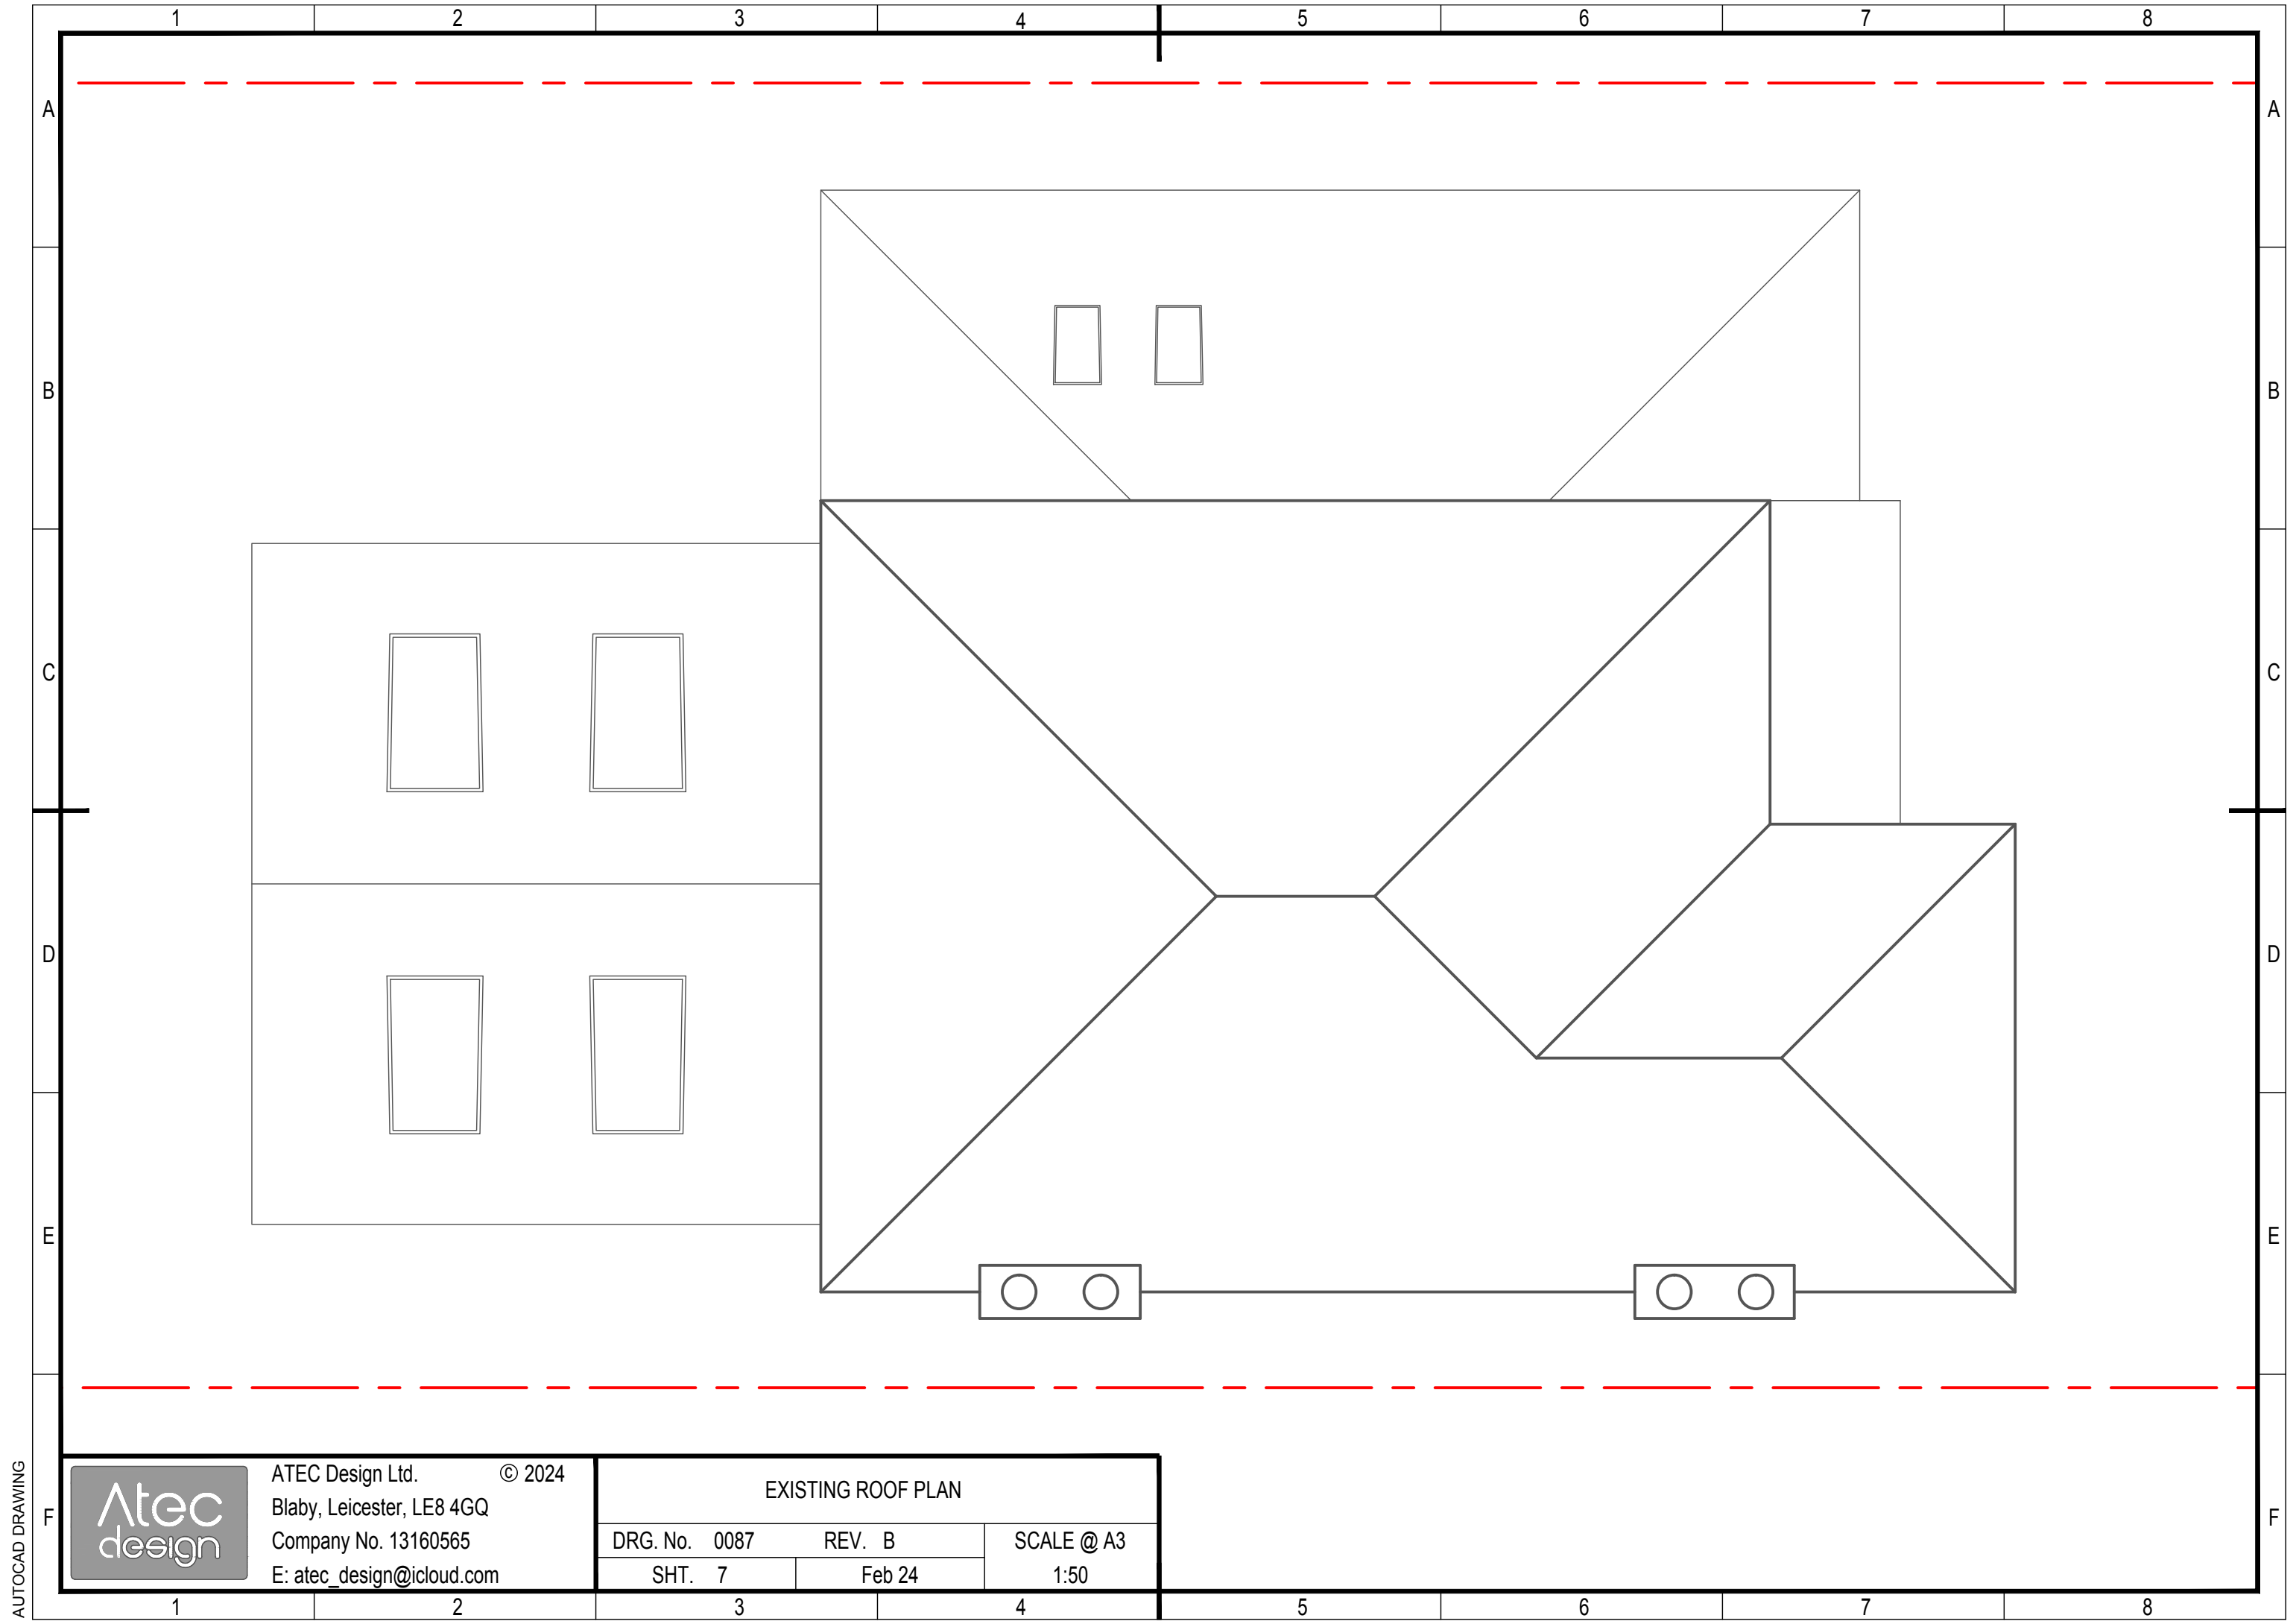 1 2 3 4 5 6 7 8
A A
B B
C C
D D
E E
F F
AUTOCAD DRAWING
Atec
design
ATEC Design Ltd. © 2024
Blaby, Leicester, LE8 4GQ
Company No. 13160565
E: atec_design@icloud.com
EXISTING ROOF PLAN
DRG. No. 0087 REV. B
SCALE @ A3
SHT. 7 Feb 24
1:50
1 2 3 4 5 6 7 8